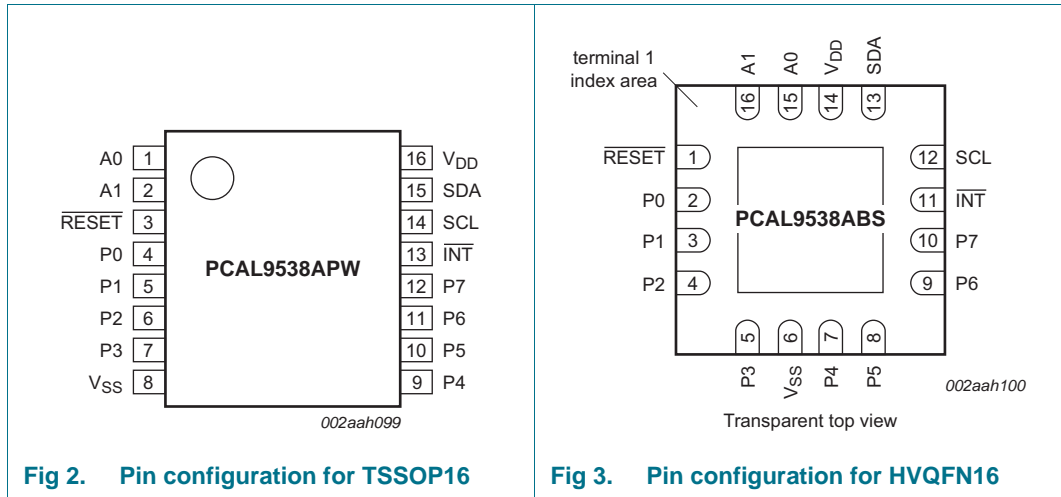 A0 1
A1 2
RESET 3
P0 4
P1 5
P2 6
P3 7
VSS 8
PCAL9538APW
16 VDD
15 SDA
14 SCL
13 INT
12 P7
11 P6
10 P5
9 P4
002aah099
Fig 2. Pin configuration for TSSOP16
terminal 1
index area
A1 A0 VDD SDA
16 15 14 13
RESET 1
P0 2
P1 3
P2 4
PCAL9538ABS
12 SCL
11 INT
10 P7
9 P6
5 6 7 8
P3 VSS P4 P5
002aah100
Transparent top view
Fig 3. Pin configuration for HVQFN16